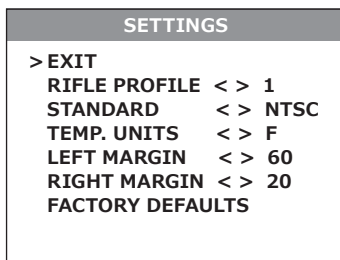 SETTINGS
> EXIT
RIFLE PROFILE < > 1
STANDARD < > NTSC
TEMP. UNITS < > F
LEFT MARGIN < > 60
RIGHT MARGIN < > 20
FACTORY DEFAULTS